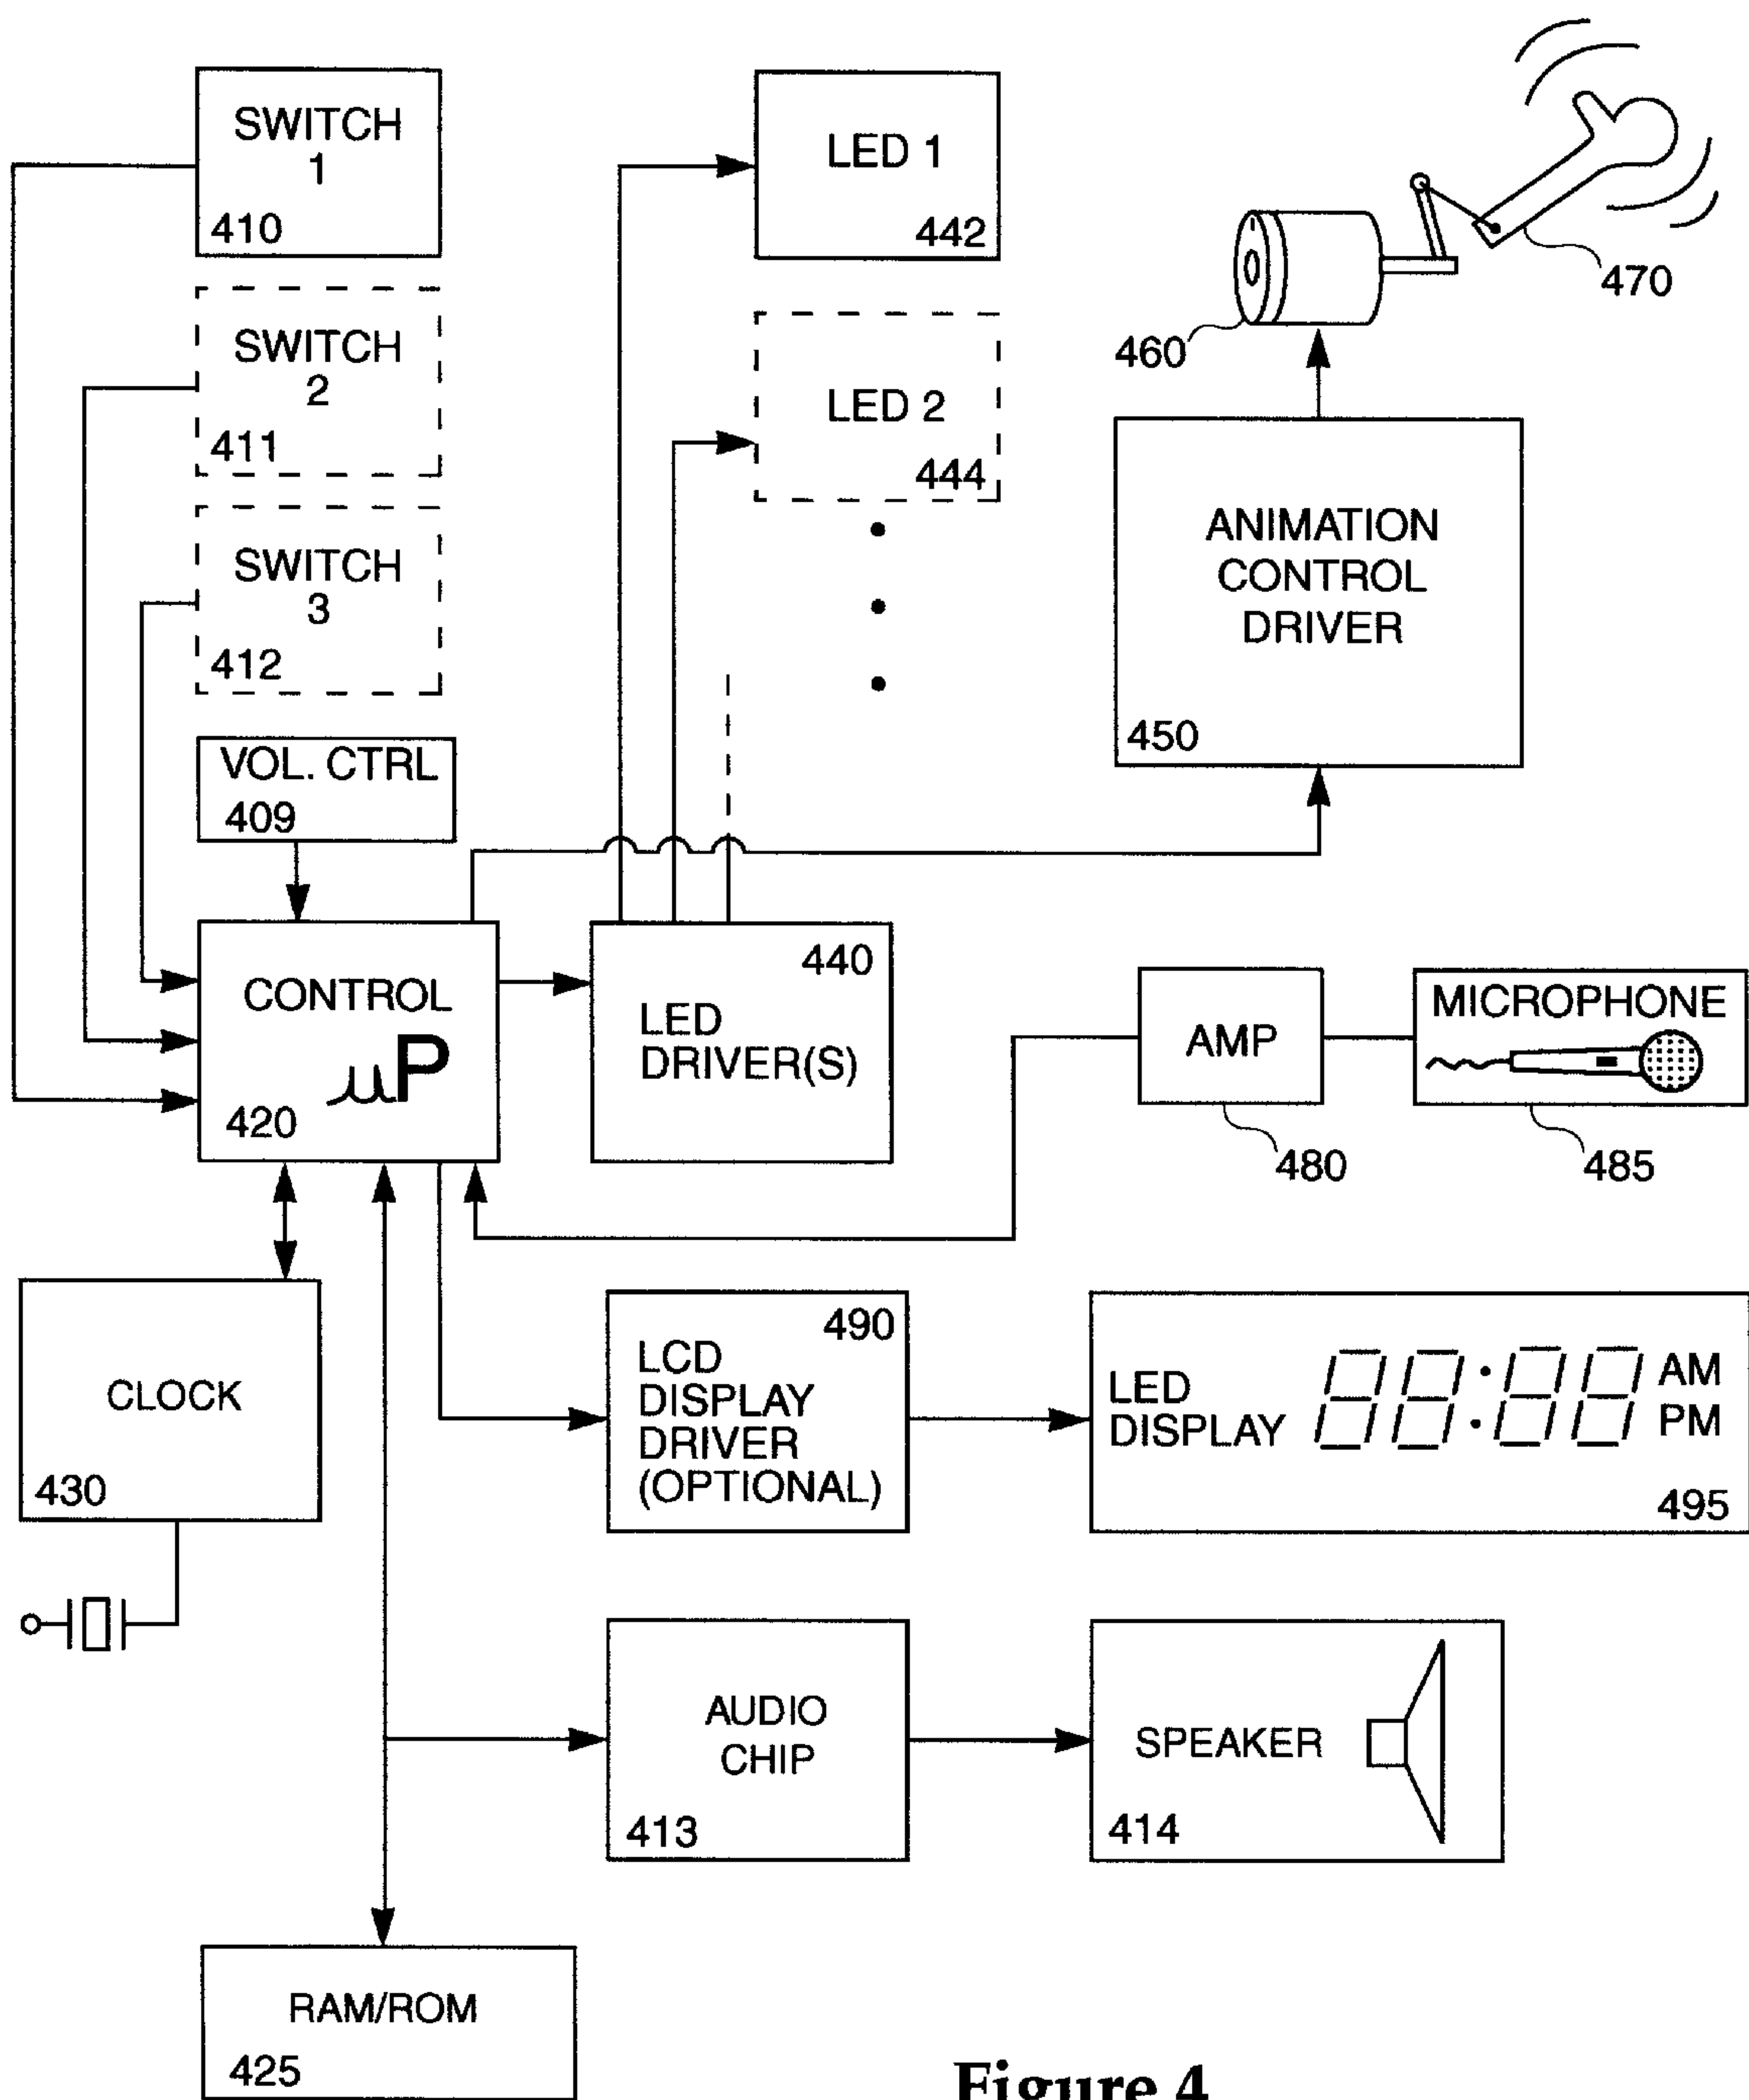 SWITCH
1
410
SWITCH
2
411
SWITCH
3
412
VOL. CTRL
409
CONTROL
µP
420
LED 1
442
LED 2
444
460
470
ANIMATION
CONTROL
DRIVER
450
440
LED
DRIVER(S)
AMP
480
MICROPHONE
485
CLOCK
430
490
LCD
DISPLAY
DRIVER
(OPTIONAL)
LED
DISPLAY
88:88
AM
PM
495
AUDIO
CHIP
413
SPEAKER
414
RAM/ROM
425
Figure 4